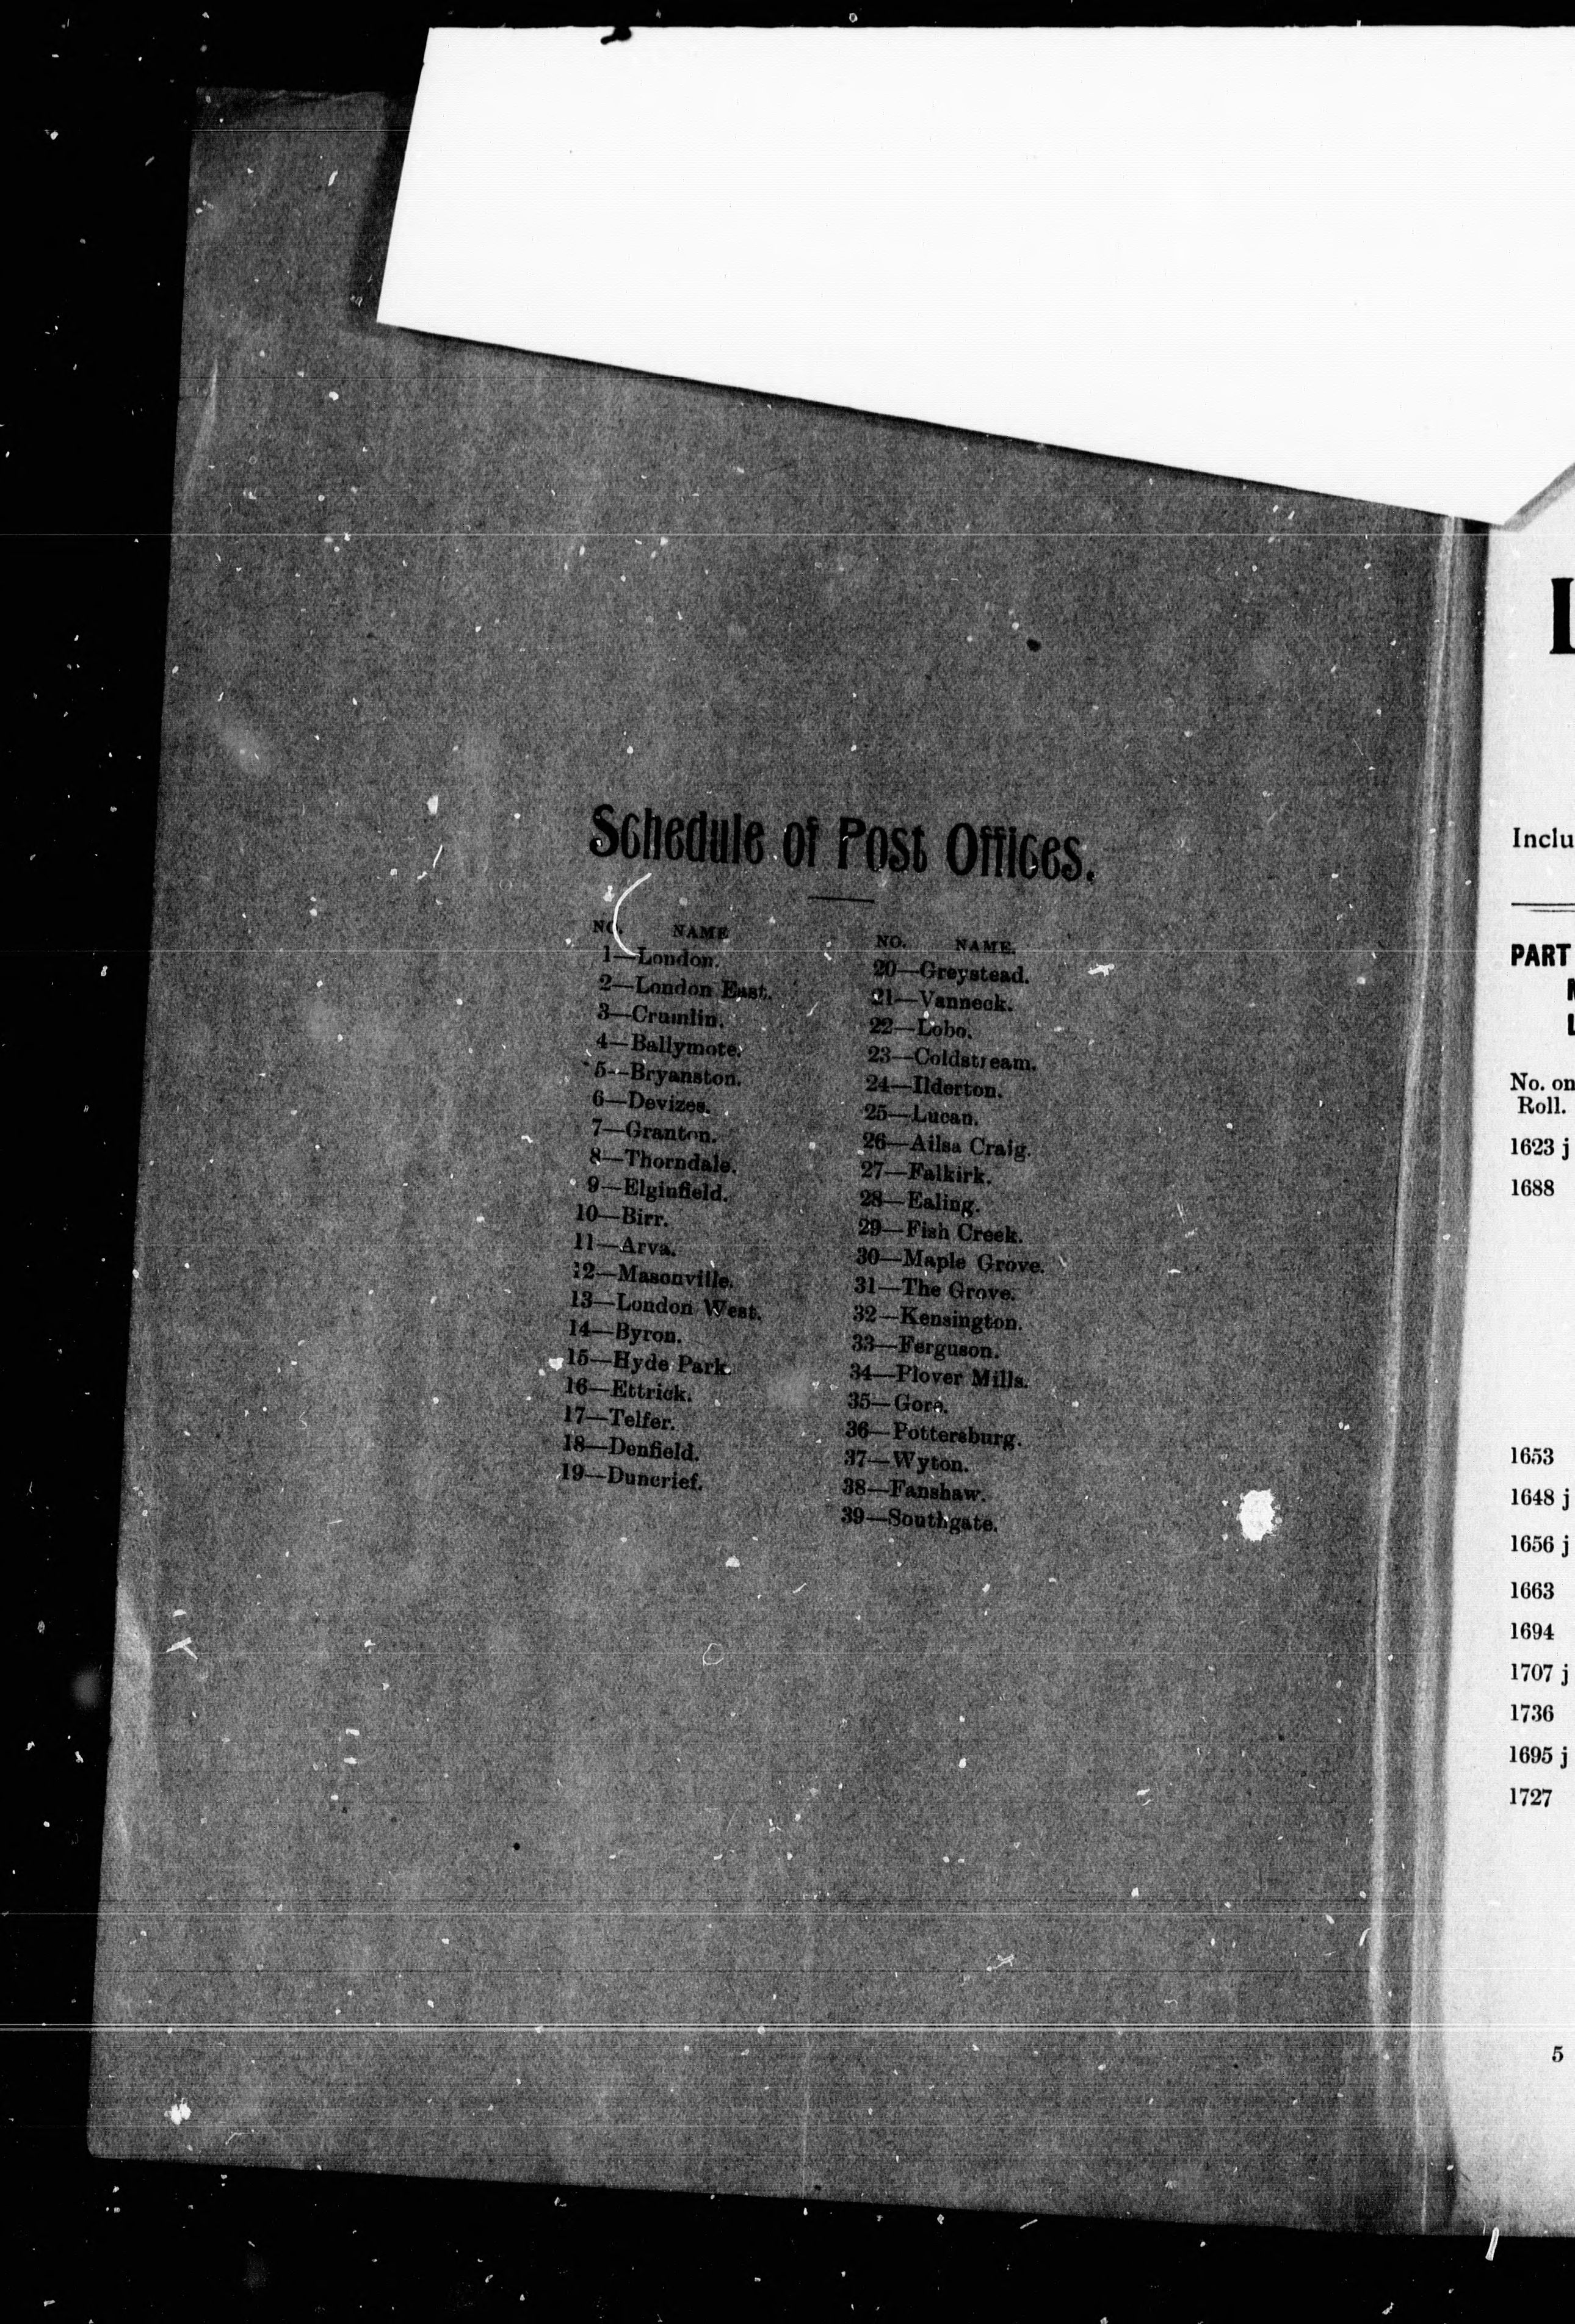 Schedule of Post Offices.
NO. NAME
1—London.
2—London East.
3—Crumlin.
4—Ballymote.
5—Bryanston.
6—Devizes.
7—Granton.
8—Thorndale.
9—Elginfield.
10—Birr.
11—Arva.
12—Masonville.
13—London West.
14—Byron.
15—Hyde Park.
16—Ettrick.
17—Telfer.
18—Denfield.
19—Duncrief.
NO. NAME.
20—Greystead.
21—Vanneck.
22—Lobo.
23—Coldstream.
24—Ilderton.
25—Lucan.
26—Ailsa Craig.
27—Falkirk.
28—Ealing.
29—Fish Creek.
30—Maple Grove.
31—The Grove.
32—Kensington.
33—Ferguson.
34—Plover Mills.
35—Gore.
36—Pottersburg.
37—Wyton.
38—Fanshaw.
39—Southgate.
Inclu
PART
No. on
Roll.
1623 j
1688
1653
1648 j
1656 j
1663
1694
1707 j
1736
1695 j
1727
5